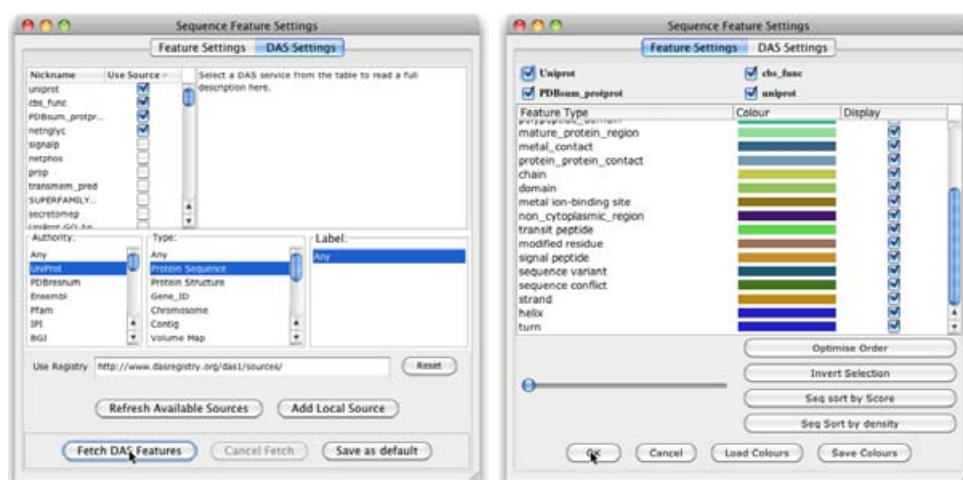 Sequence Feature Settings
Feature Settings DAS Settings
Nickname Use Source
uniprot
cbs_func
PDBsum_protpr...
netnglyc
signalp
netphos
prop
transmem_pred
SUPERFAMILY...
secretomep
Select a DAS service from the table to read a full
description here.
Authority:
Any
UniProt
PDBresnum
Ensembl
Pfam
IPI
BGI
Type:
Any
Protein Sequence
Protein Structure
Gene_ID
Chromosome
Contig
Volume Map
Label:
Any
Use Registry http://www.dasregistry.org/das1/sources/ Reset
Refresh Available Sources Add Local Source
Fetch DAS Features Cancel Fetch Save as default
Sequence Feature Settings
Feature Settings DAS Settings
Uniprot cbs_func
PDBsum_protprot uniprot
Feature Type Colour Display
polypeptide_domain
mature_protein_region
metal_contact
protein_protein_contact
chain
domain
metal ion-binding site
non_cytoplasmic_region
transit peptide
modified residue
signal peptide
sequence variant
sequence conflict
strand
helix
turn
Optimise Order
Invert Selection
Seq sort by Score
Seq Sort by density
OK Cancel Load Colours Save Colours